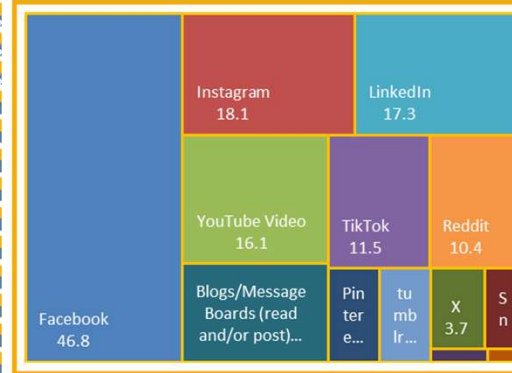 Instagram
18.1
LinkedIn
17.3
YouTube Video
16.1
TikTok
11.5
Reddit
10.4
Facebook
46.8
Blogs/Message
Boards (read
and/or post)...
Pin
tere
e...
tu
mb
lr...
X
3.7
S
n